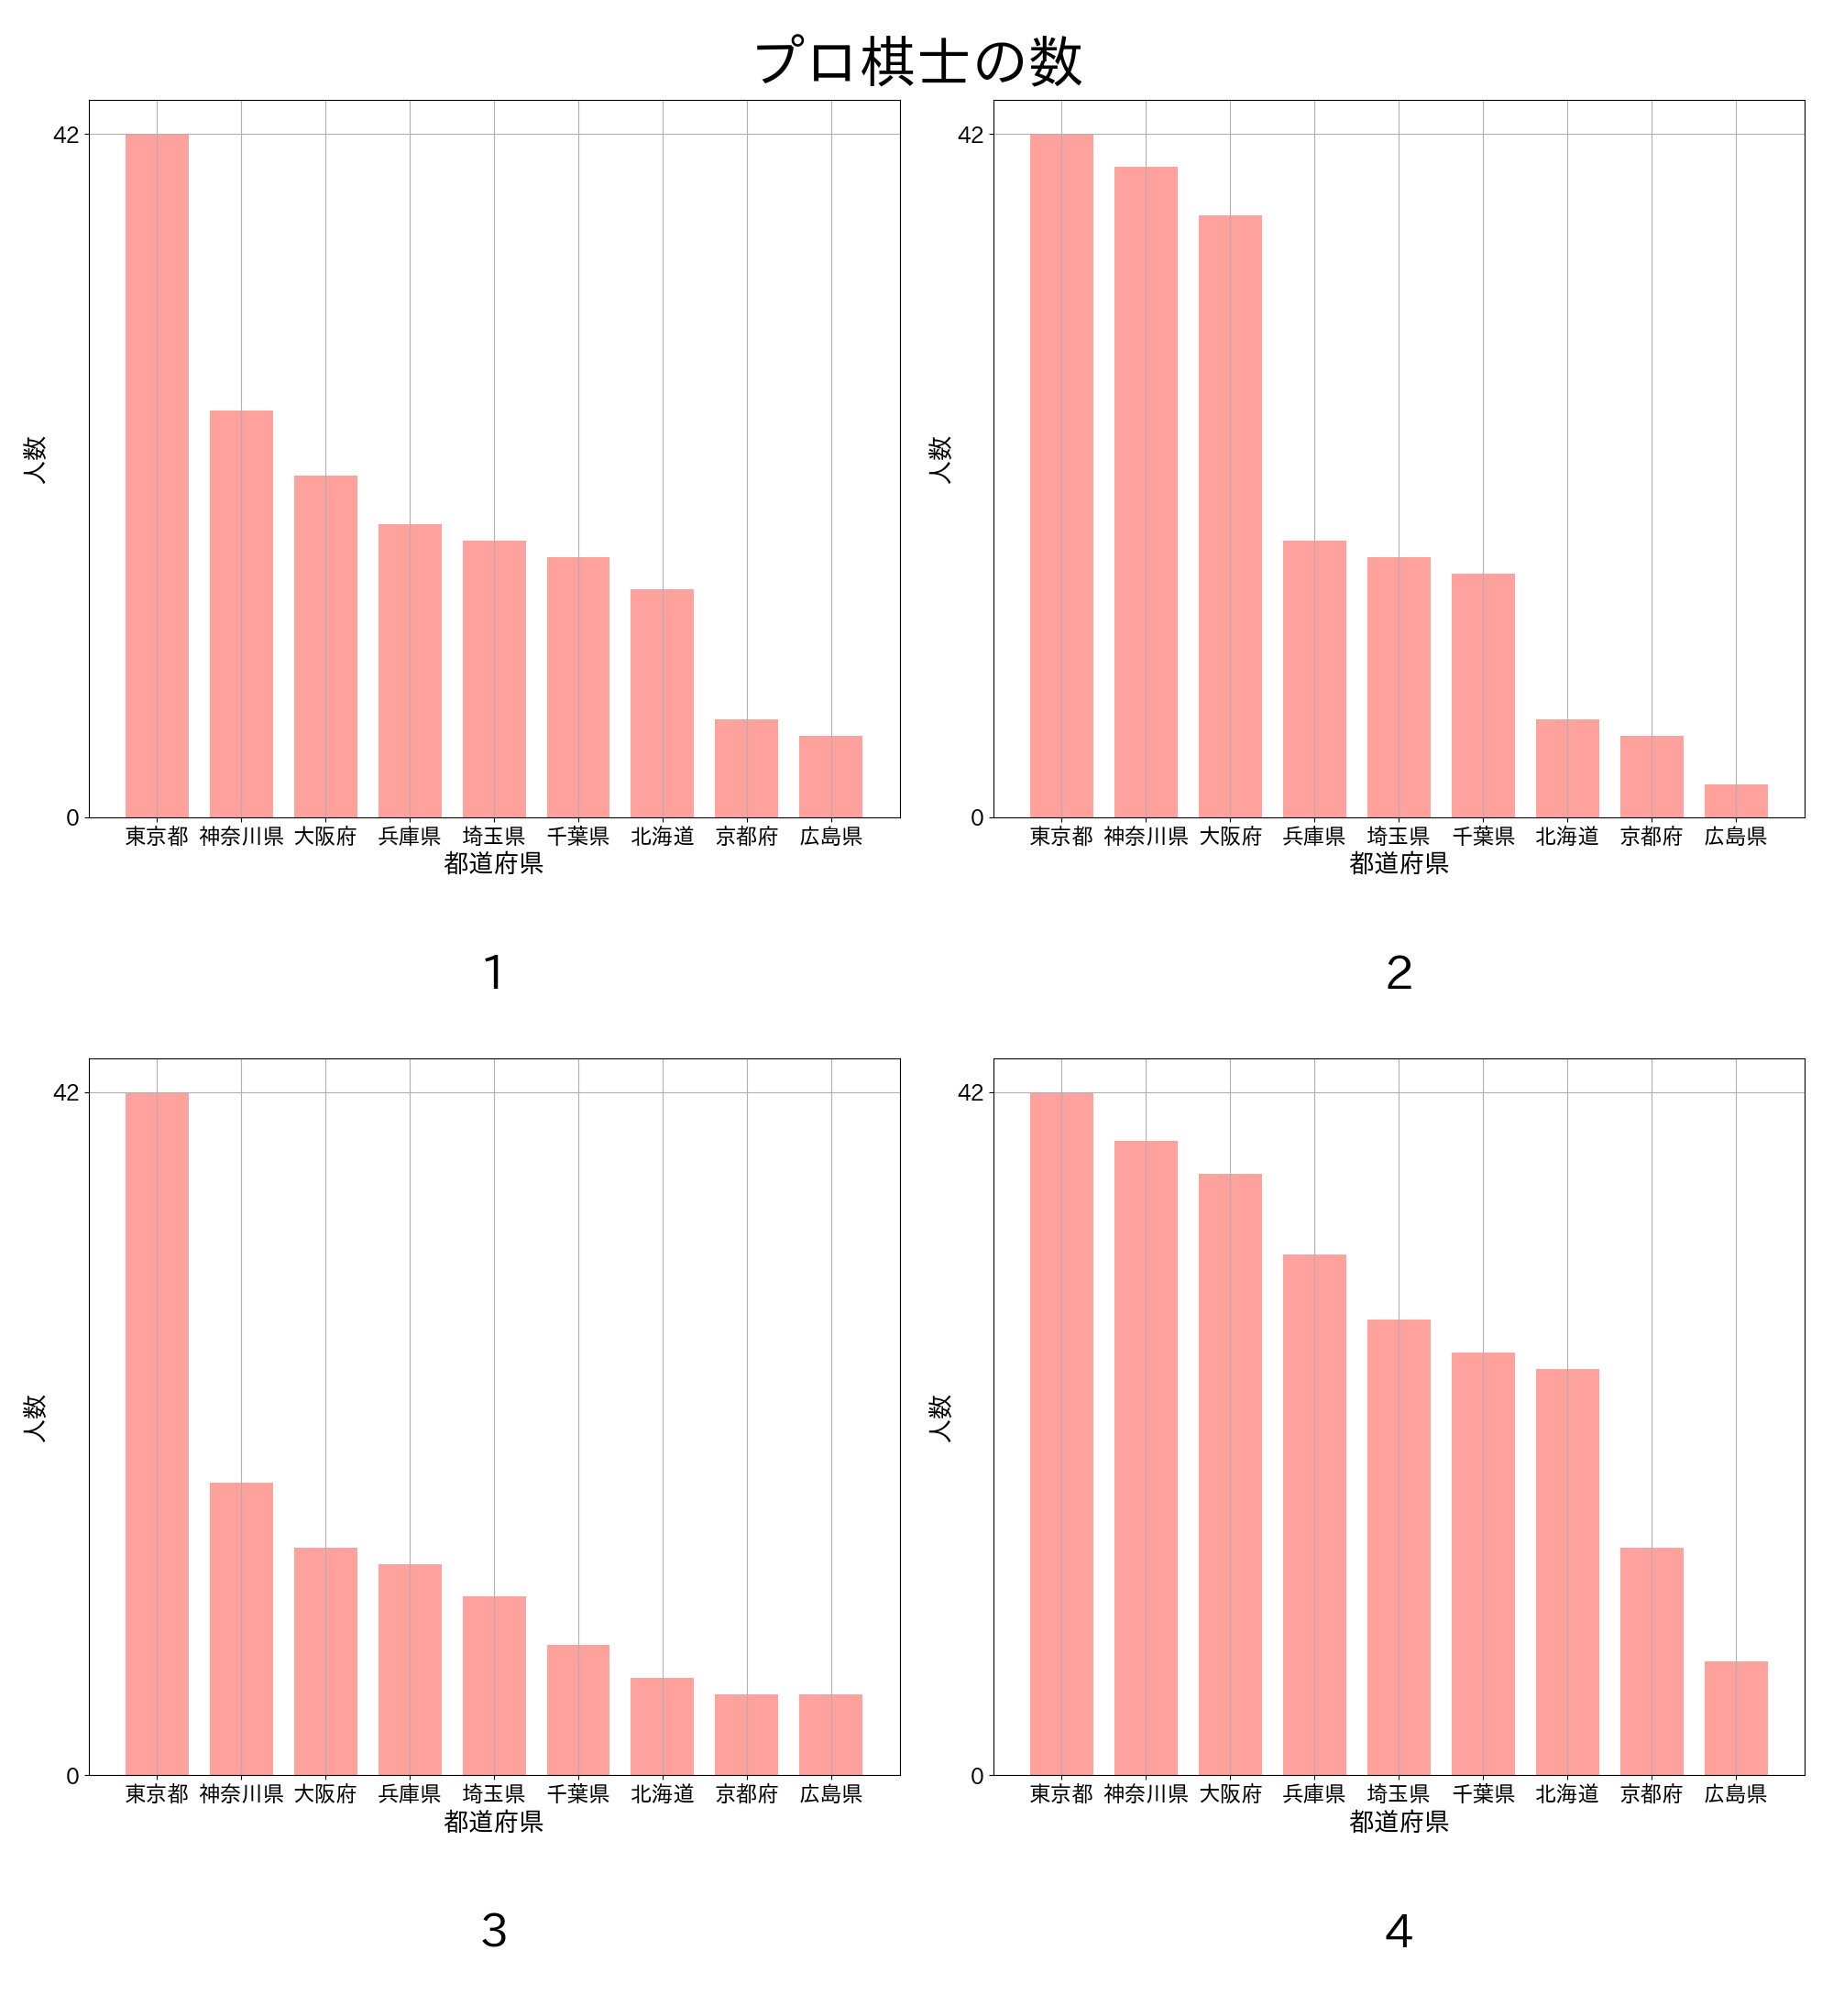 プロ棋士の数
42
0
人数
東京都 神奈川県 大阪府 兵庫県 埼玉県 千葉県 北海道 京都府 広島県
都道府県
1
42
0
人数
東京都 神奈川県 大阪府 兵庫県 埼玉県 千葉県 北海道 京都府 広島県
都道府県
2
42
0
人数
東京都 神奈川県 大阪府 兵庫県 埼玉県 千葉県 北海道 京都府 広島県
都道府県
3
42
0
人数
東京都 神奈川県 大阪府 兵庫県 埼玉県 千葉県 北海道 京都府 広島県
都道府県
4